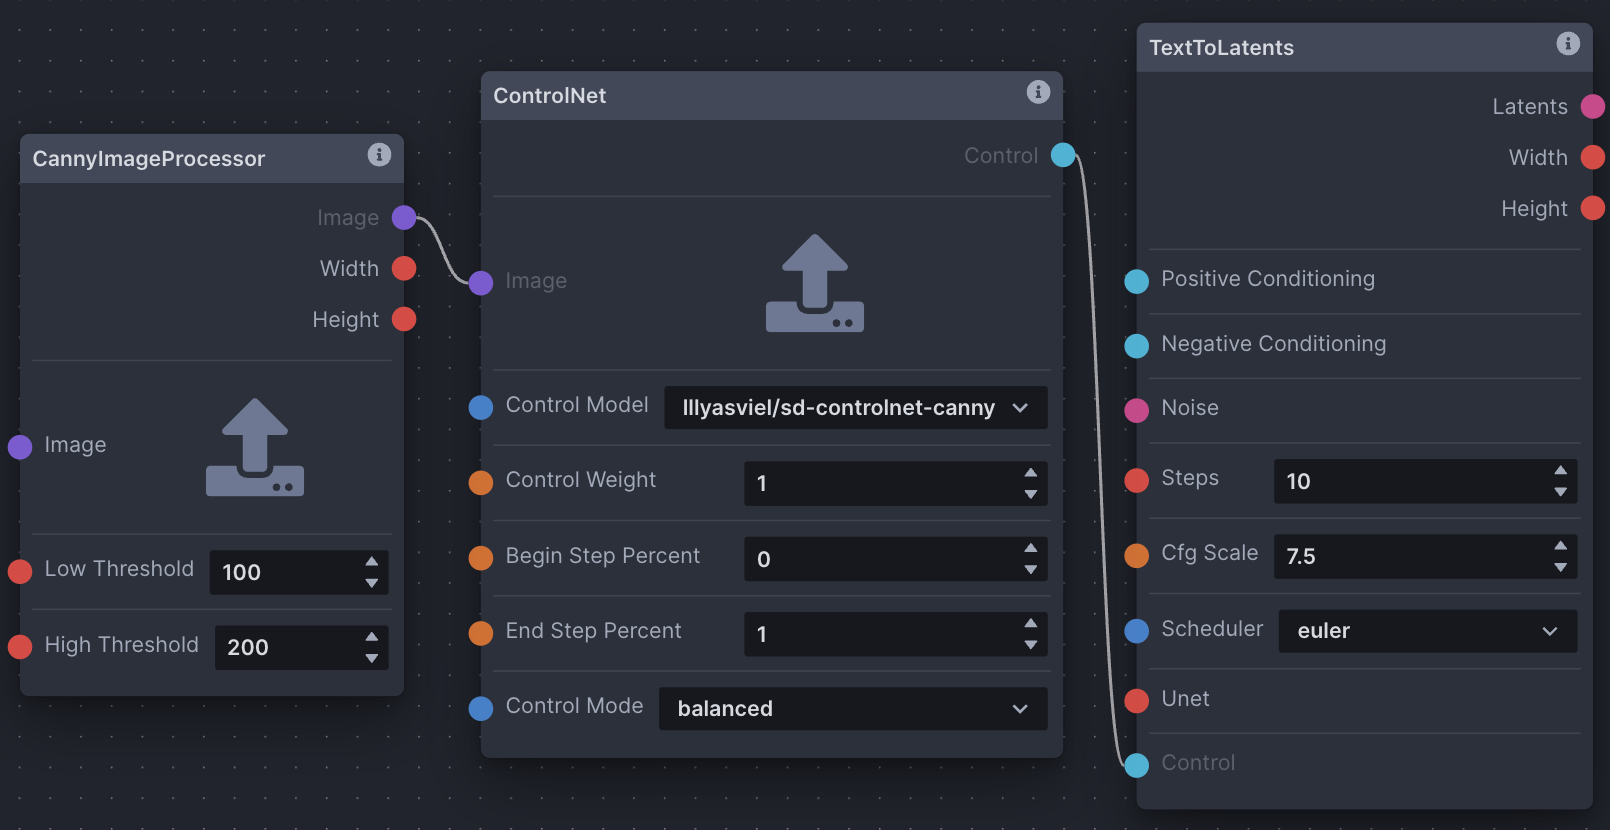 CannyImageProcessor
Image
Width
Height
Image
Low Threshold 100
High Threshold 200
ControlNet
Control
Image
Control Model lllyasviel/sd-controlnet-canny
Control Weight 1
Begin Step Percent 0
End Step Percent 1
Control Mode balanced
TextToLatents
Latents
Width
Height
Positive Conditioning
Negative Conditioning
Noise
Steps 10
Cfg Scale 7.5
Scheduler euler
Unet
Control